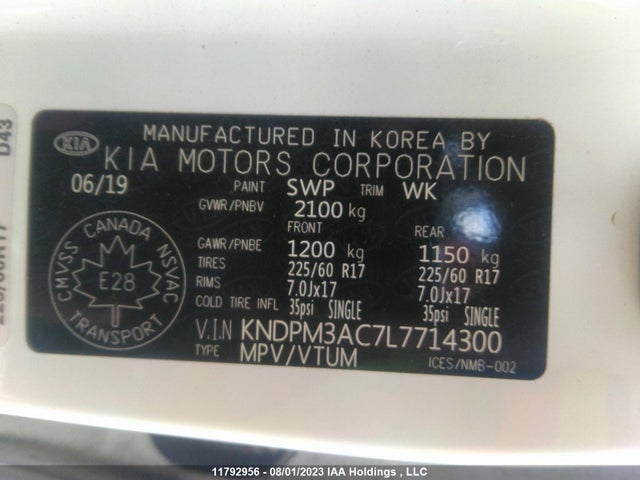 D43
225/60R17
KIA
MANUFACTURED IN KOREA BY
KIA MOTORS CORPORATION
06/19 PAINT SWP TRIM WK
GVWR/PNBV 2100 kg
FRONT REAR
GAWR/PNBE 1200 kg 1150 kg
TIRES 225/60 R17 225/60 R17
RIMS 7.0Jx17 7.0Jx17
COLD TIRE INFL 35psi SINGLE 35psi SINGLE
V.I.N KNDPM3AC7L7714300
TYPE MPV/VTUM ICES/NMB-002
CANADA
CMVSS NSVAC
E28
TRANSPORT
11792956 - 08/01/2023 IAA Holdings , LLC